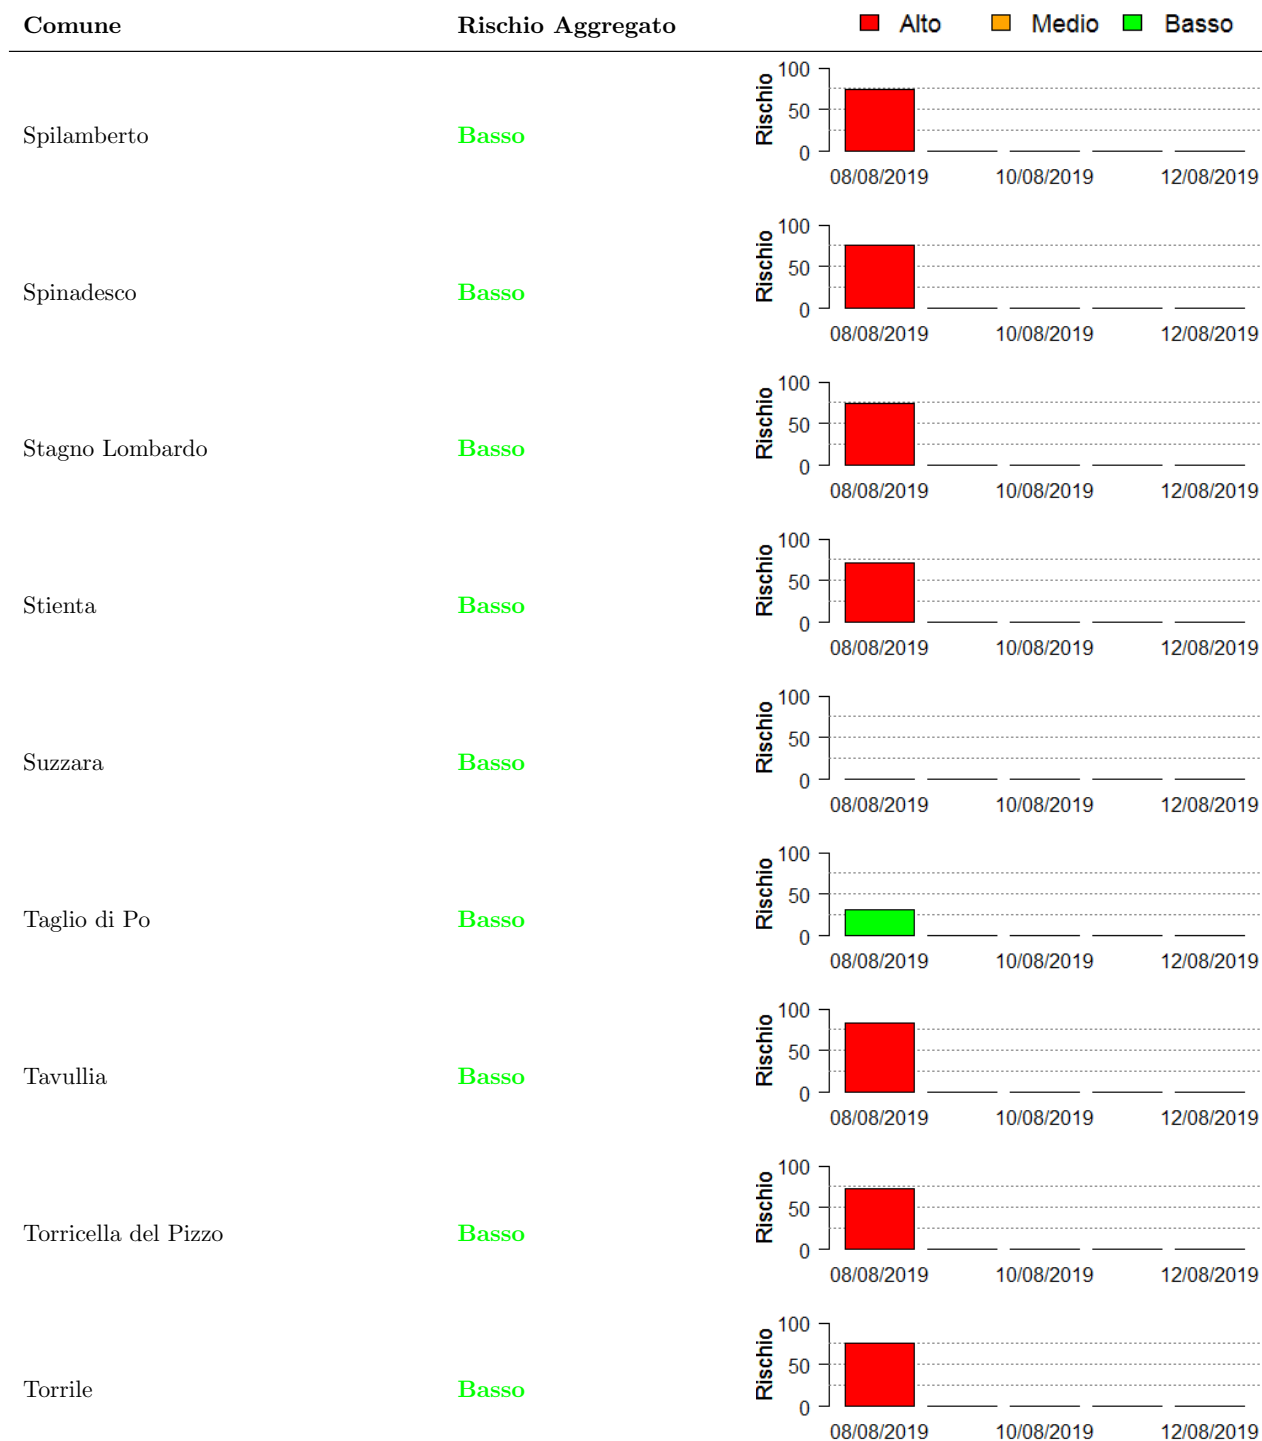 Comune Rischio Aggregato Alto Medio Basso
100
50
0
Rischio
Spilamberto Basso
08/08/2019 10/08/2019 12/08/2019
100
50
0
Rischio
Spinadesco Basso
08/08/2019 10/08/2019 12/08/2019
100
50
0
Rischio
Stagno Lombardo Basso
08/08/2019 10/08/2019 12/08/2019
100
50
0
Rischio
Stienta Basso
08/08/2019 10/08/2019 12/08/2019
100
50
0
Rischio
Suzzara Basso
08/08/2019 10/08/2019 12/08/2019
100
50
0
Rischio
Taglio di Po Basso
08/08/2019 10/08/2019 12/08/2019
100
50
0
Rischio
Tavullia Basso
08/08/2019 10/08/2019 12/08/2019
100
50
0
Rischio
Torricella del Pizzo Basso
08/08/2019 10/08/2019 12/08/2019
100
50
0
Rischio
Torrile Basso
08/08/2019 10/08/2019 12/08/2019